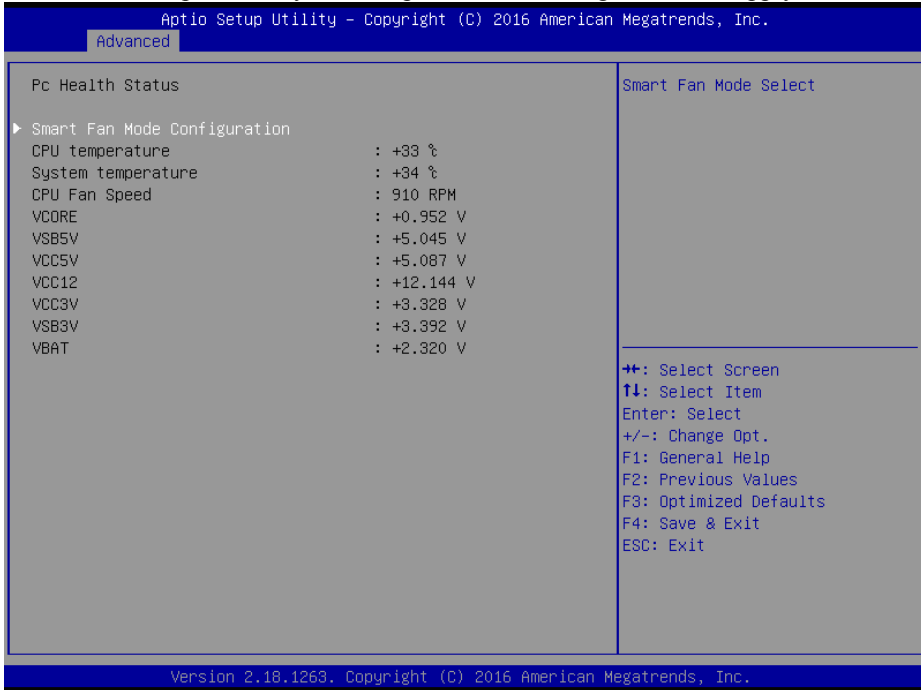 Aptio Setup Utility – Copyright (C) 2016 American Megatrends, Inc.
Advanced
Pc Health Status
Smart Fan Mode Configuration
CPU temperature : +33 ℃
System temperature : +34 ℃
CPU Fan Speed : 910 RPM
VCORE : +0.952 V
VSB5V : +5.045 V
VCC5V : +5.087 V
VCC12 : +12.144 V
VCC3V : +3.328 V
VSB3V : +3.392 V
VBAT : +2.320 V
Smart Fan Mode Select
→←: Select Screen
↑↓: Select Item
Enter: Select
+/-: Change Opt.
F1: General Help
F2: Previous Values
F3: Optimized Defaults
F4: Save & Exit
ESC: Exit
Version 2.18.1263. Copyright (C) 2016 American Megatrends, Inc.